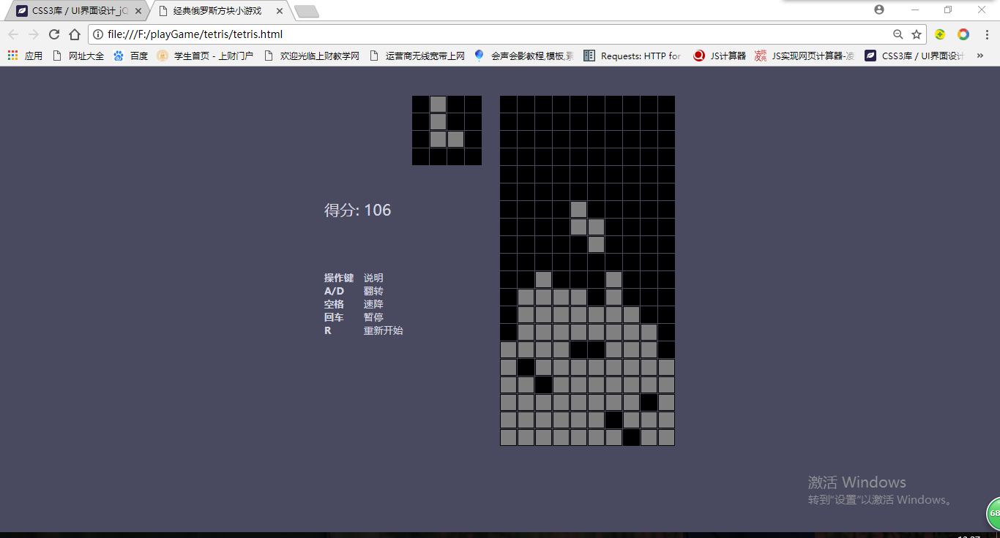 CSS3库 / UI界面设计_jQ
经典俄罗斯方块小游戏
file:///F:/playGame/tetris/tetris.html
应用 网址大全 百度 学生首页 - 上财门户 欢迎光临上财教学网 运营商无线宽带上网 会声会影教程,模板,素 Requests: HTTP for JS计算器 JS实现网页计算器-凌 CSS3库 / UI界面设计 »
得分: 106
操作键 说明
A/D 翻转
空格 速降
回车 暂停
R 重新开始
激活 Windows
转到"设置"以激活 Windows。
68